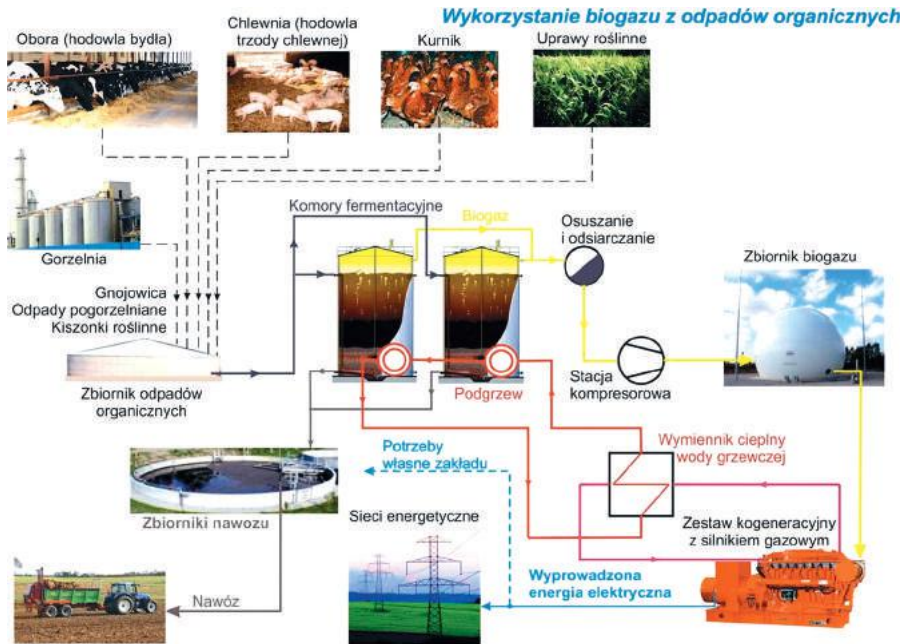 Wykorzystanie biogazu z odpadów organicznych
Obora (hodowla bydła)
Chlewnia (hodowla
trzody chlewnej)
Kurnik
Uprawy roślinne
Gorzelnia
Komory fermentacyjne
Biogaz
Osuszanie
i odsiarczanie
Zbiornik biogazu
Gnojowica
Odpady pogorzelniane
Kiszonki roślinne
Zbiornik odpadów
organicznych
Podgrzew
Stacja
kompresorowa
Potrzeby
własne zakładu
Wymiennik cieplny
wody grzewczej
Zbiorniki nawozu
Sieci energetyczne
Zestaw kogeneracyjny
z silnikiem gazowym
Nawóz
Wyprowadzona
energia elektryczna